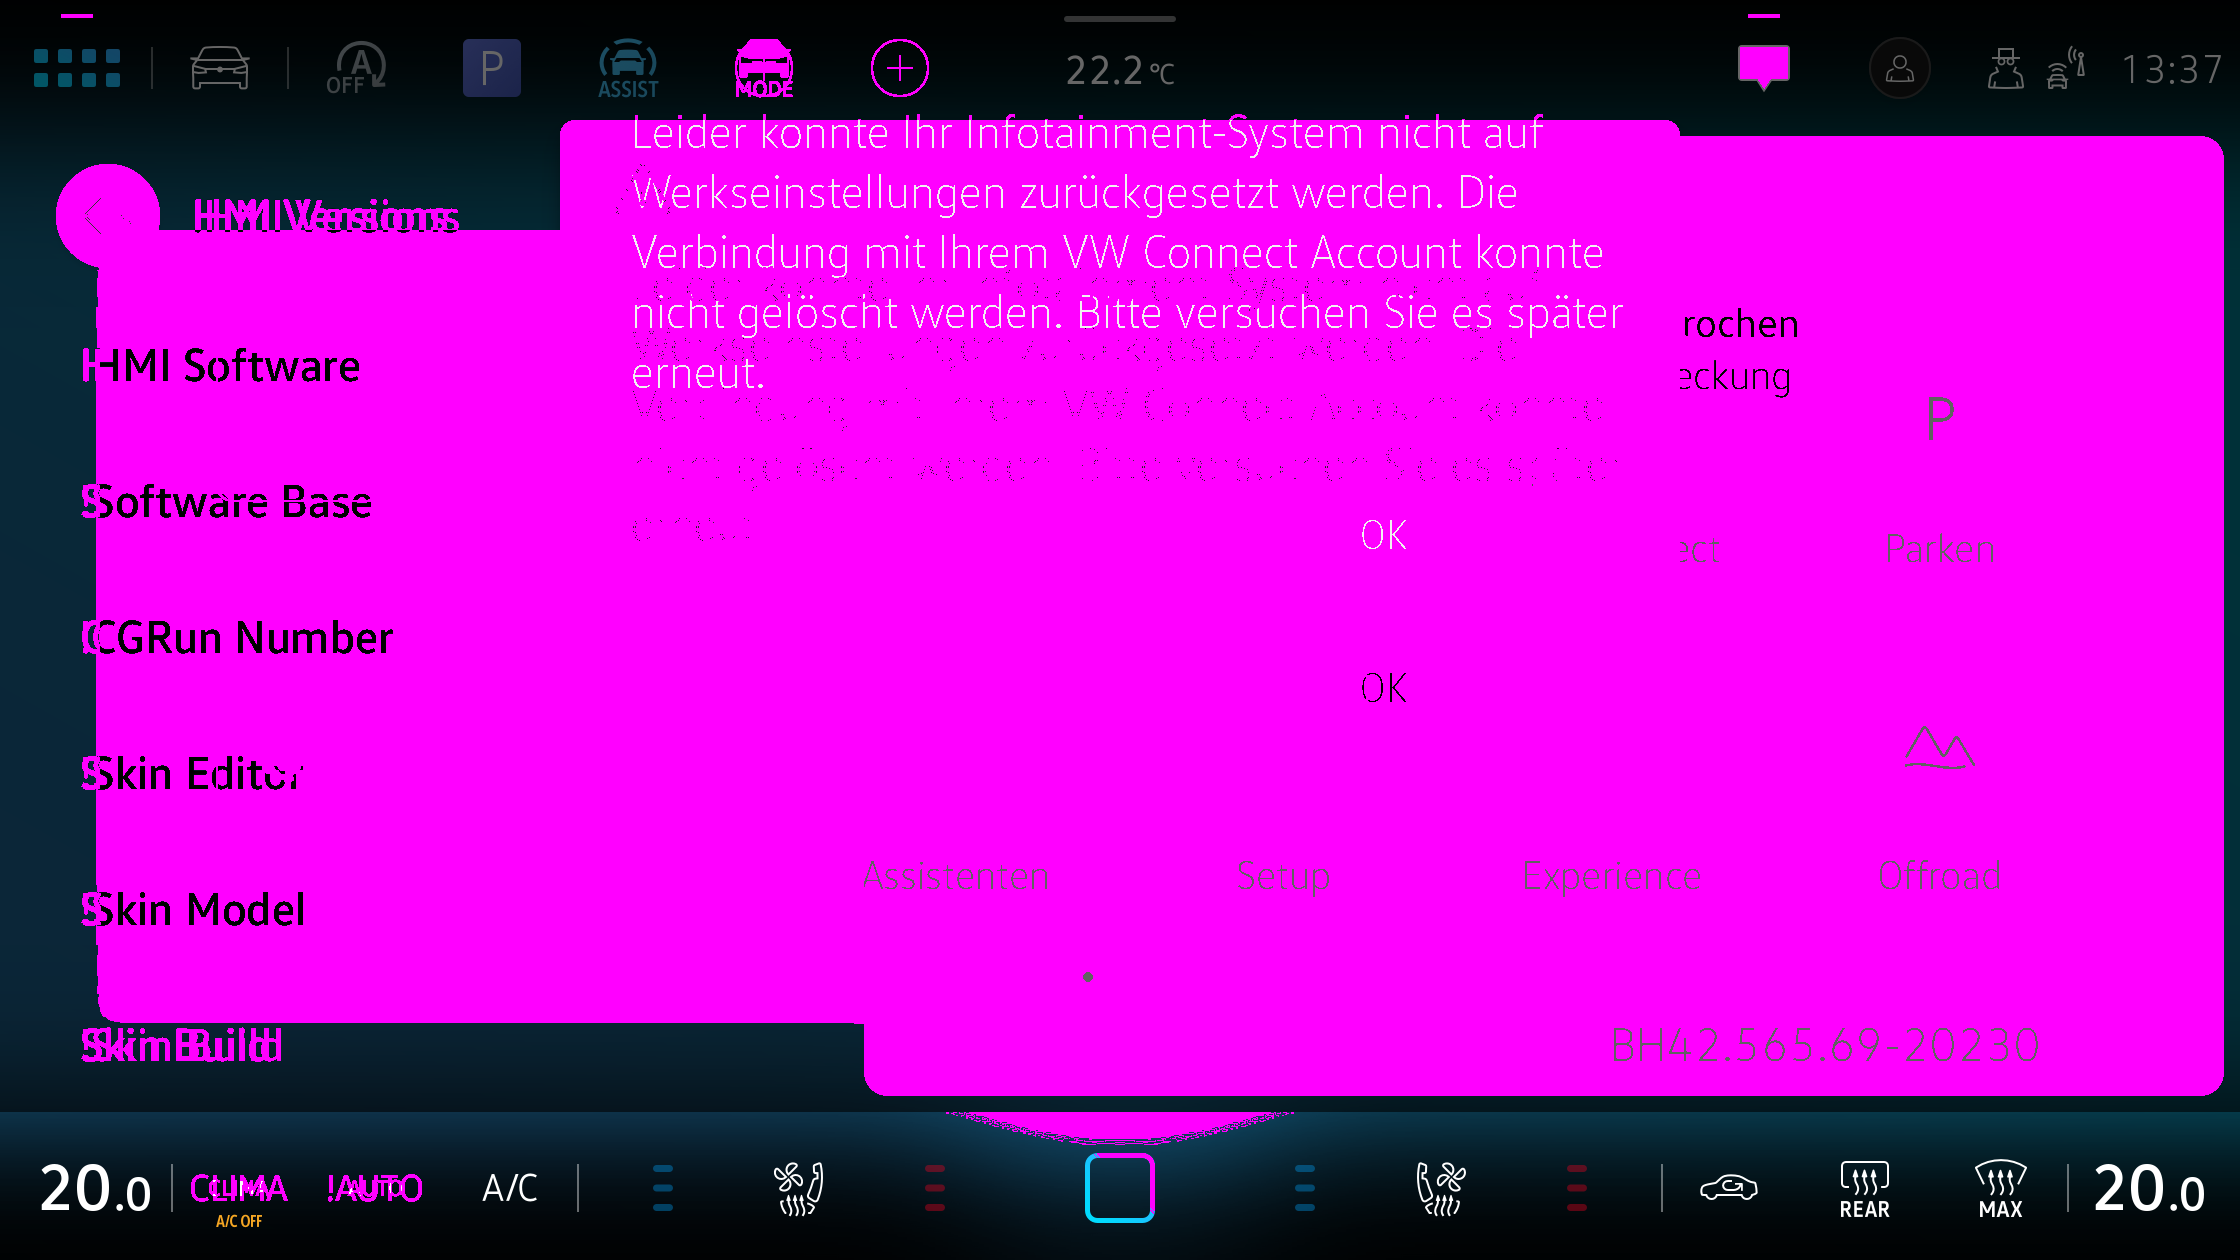 A
OFF
P
ASSIST
MODE
22.2 °C
13:37
HMI Versions
Leider konnte Ihr Infotainment-System nicht auf
Werkseinstellungen zurückgesetzt werden. Die
Verbindung mit Ihrem VW Connect Account konnte
nicht gelöscht werden. Bitte versuchen Sie es später
erneut.
rochen
eckung
HMI Software
P
Software Base
OK
ect
Parken
CGRun Number
OK
Skin Editor
Assistenten
Setup
Experience
Offroad
Skin Model
Skin Build
BH42.565.69-20230
20.0
CLIMA
A/C OFF
!AUTO
A/C
REAR
MAX
20.0